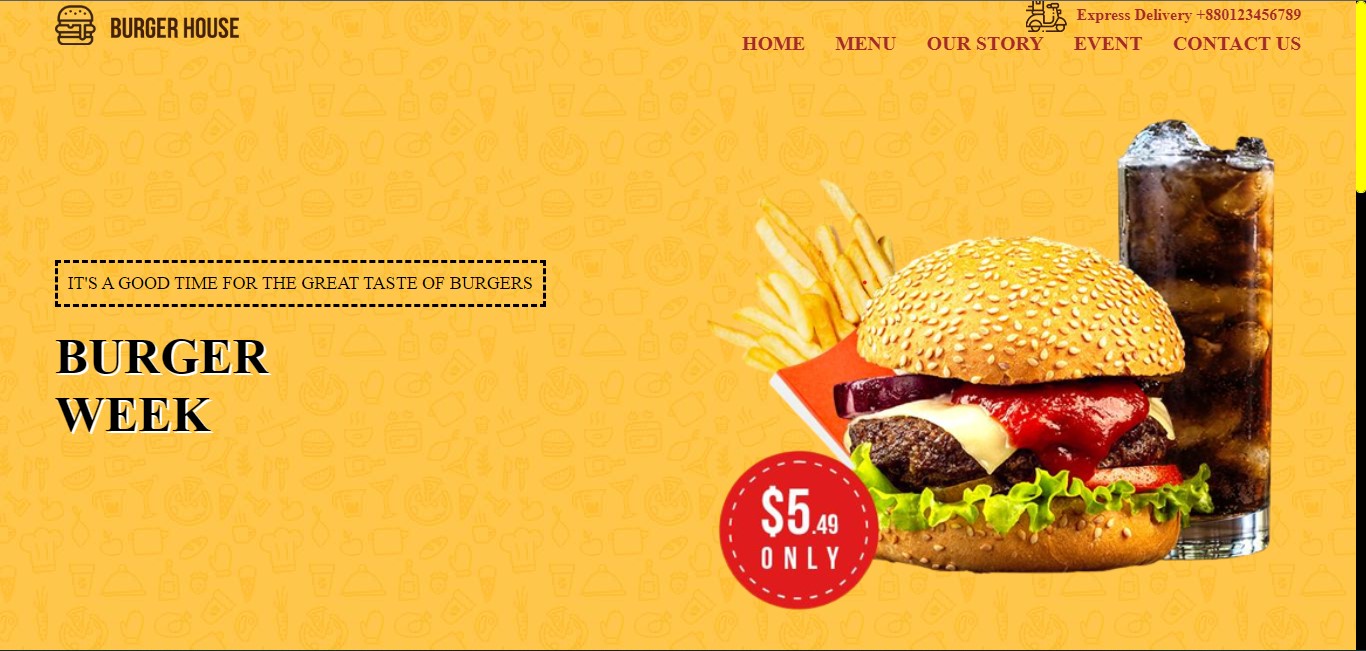 BURGER HOUSE
Express Delivery +880123456789
HOME MENU OUR STORY EVENT CONTACT US
IT'S A GOOD TIME FOR THE GREAT TASTE OF BURGERS
BURGER
WEEK
$5.49
ONLY